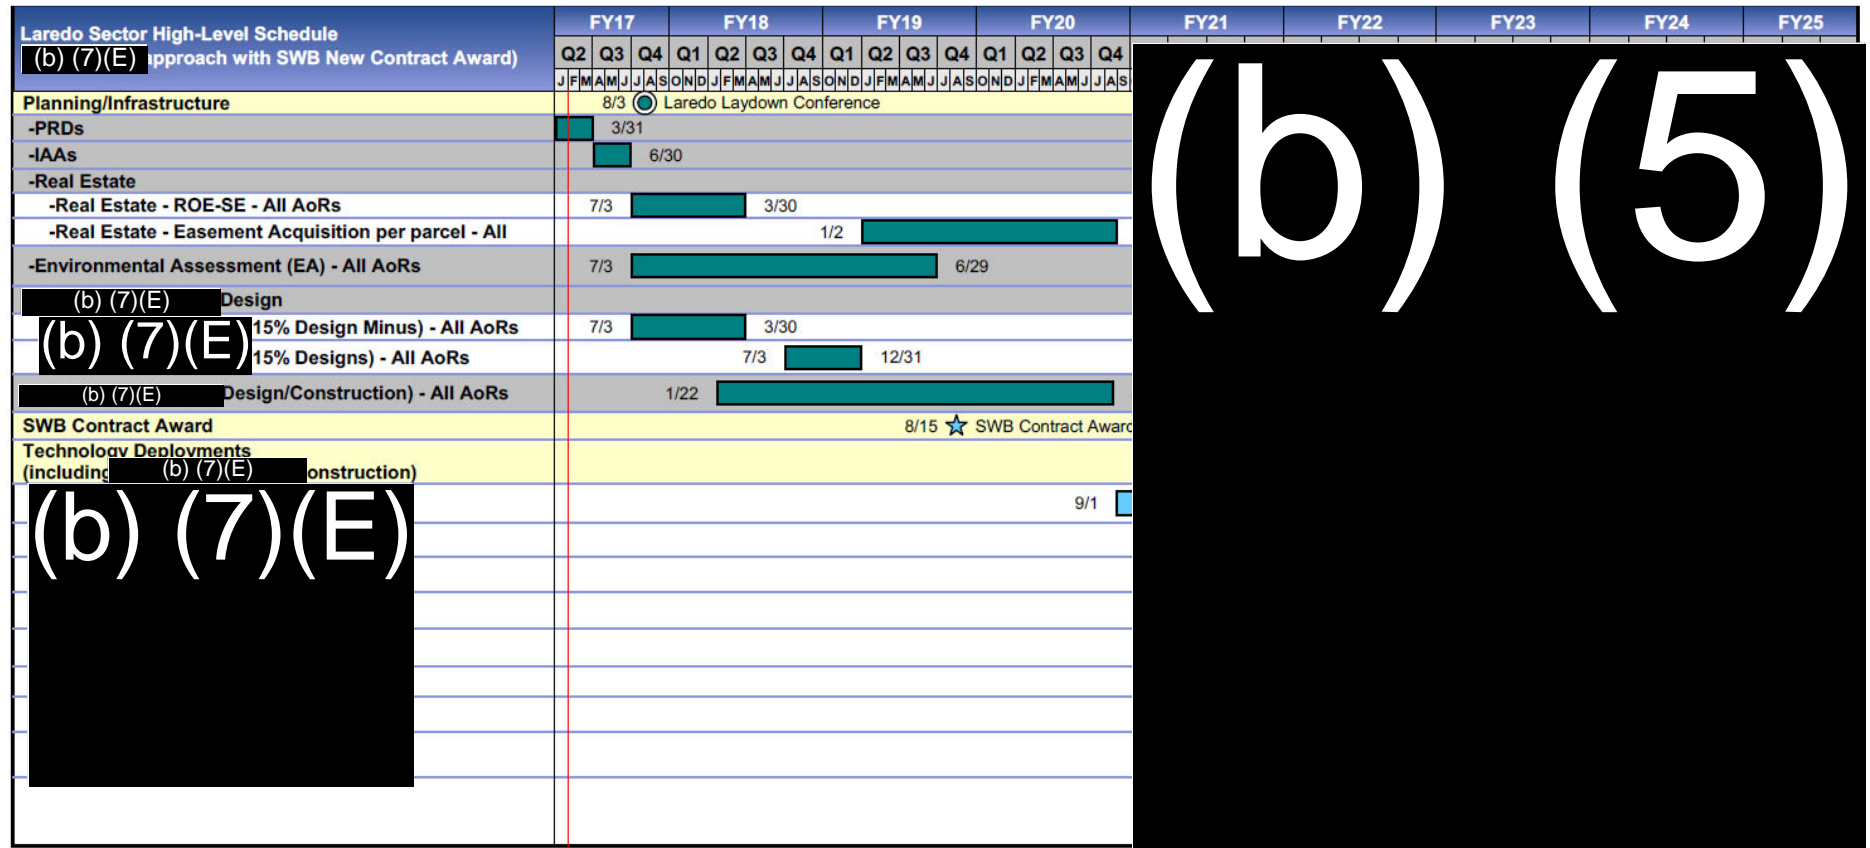 Laredo Sector High-Level Schedule
(b) (7)(E) approach with SWB New Contract Award)
FY17 FY18 FY19 FY20 FY21 FY22 FY23 FY24 FY25
Q2 Q3 Q4 Q1 Q2 Q3 Q4 Q1 Q2 Q3 Q4 Q1 Q2 Q3 Q4
J F M A M J J A S O N D J F M A M J J A S O N D J F M A M J J A S O N D J F M A M J J A S
Planning/Infrastructure 8/3 Laredo Laydown Conference
-PRDs 3/31
-IAAs 6/30
-Real Estate
-Real Estate - ROE-SE - All AoRs 7/3 3/30
-Real Estate - Easement Acquisition per parcel - All 1/2
-Environmental Assessment (EA) - All AoRs 7/3 6/29
(b) (7)(E) Design
(b) (7)(E) 15% Design Minus) - All AoRs 7/3 3/30
15% Designs) - All AoRs 7/3 12/31
(b) (7)(E) Design/Construction) - All AoRs 1/22
SWB Contract Award 8/15 SWB Contract Award
Technology Deployments
(including (b) (7)(E) onstruction)
(b) (7)(E) 9/1
(b) (5)